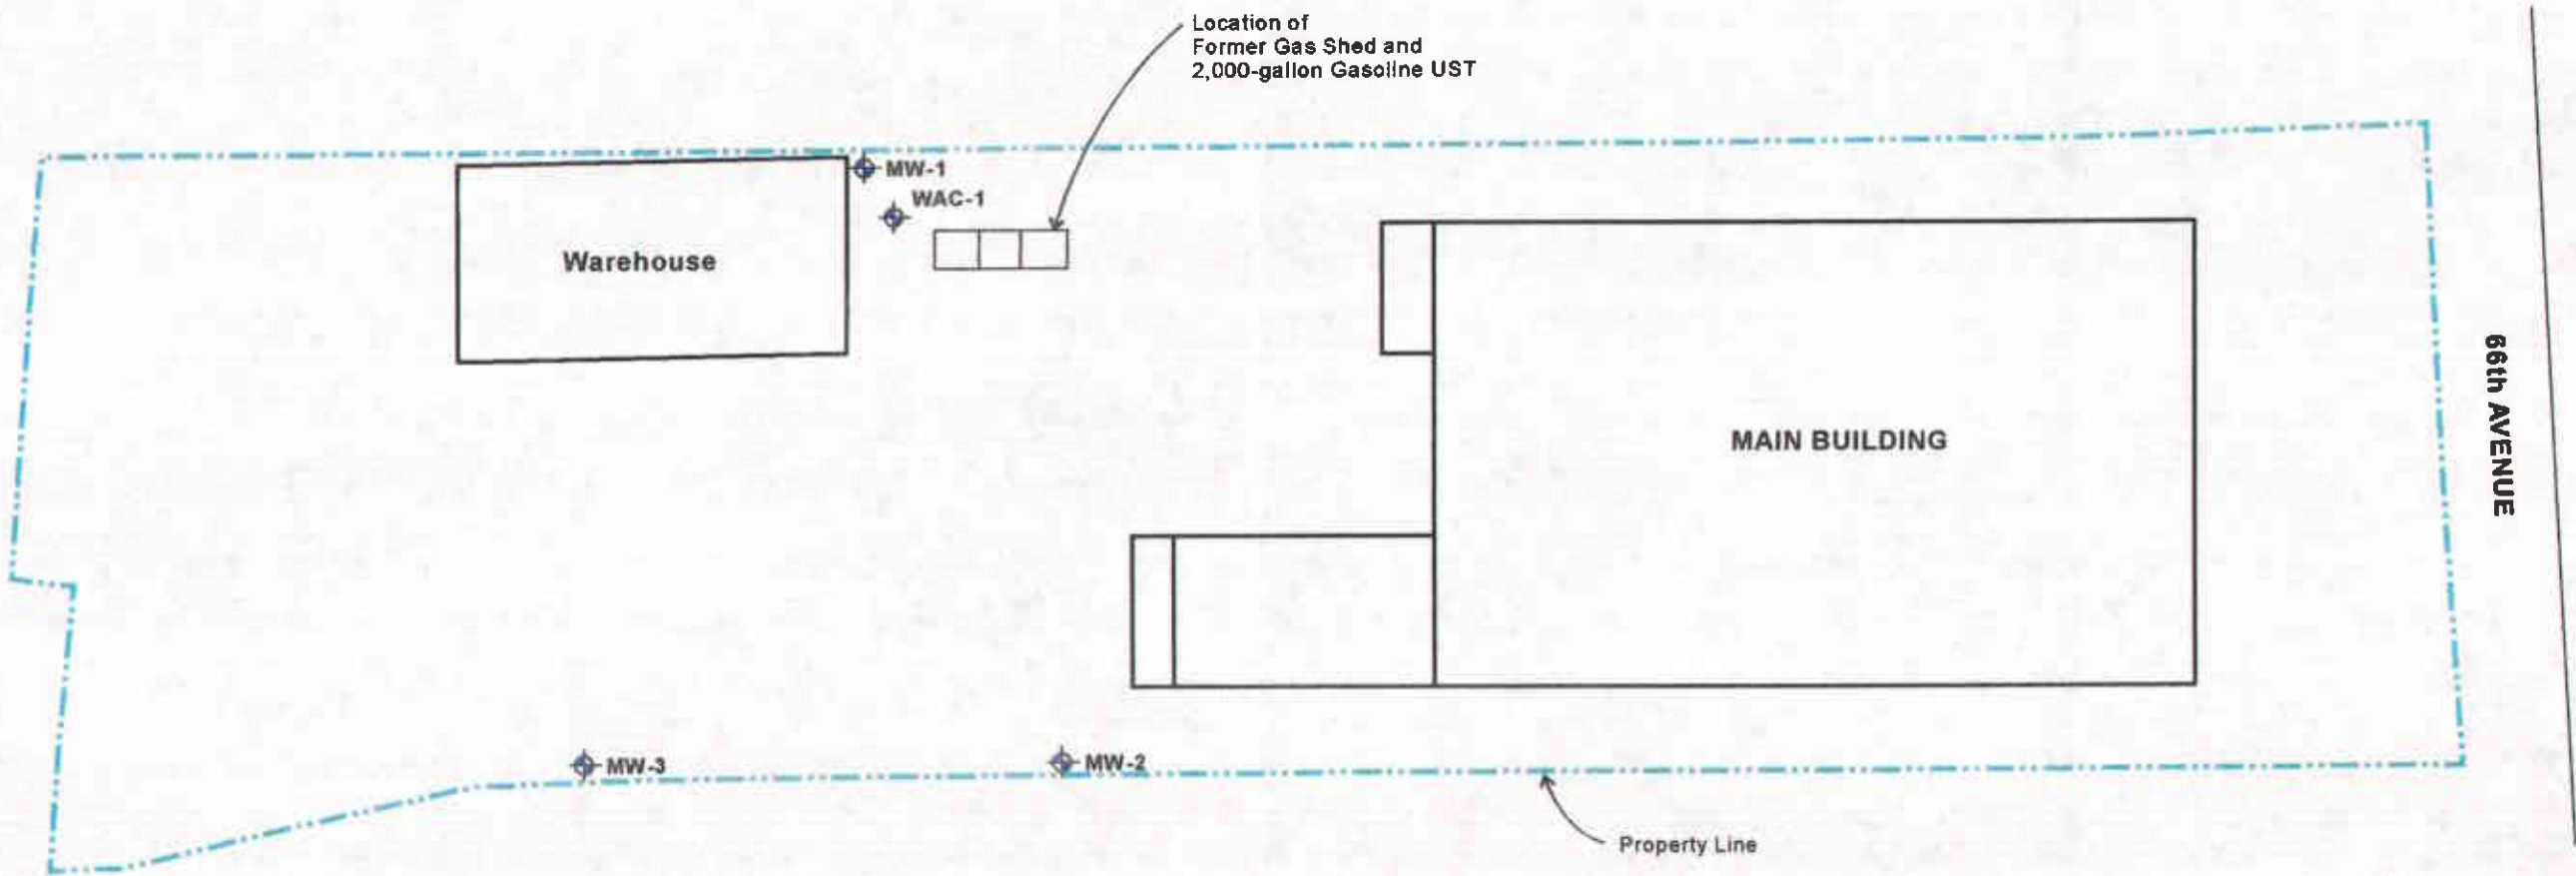 Location of
Former Gas Shed and
2,000-gallon Gasoline UST
MW-1
WAC-1
Warehouse
MAIN BUILDING
66th AVENUE
MW-3
MW-2
Property Line